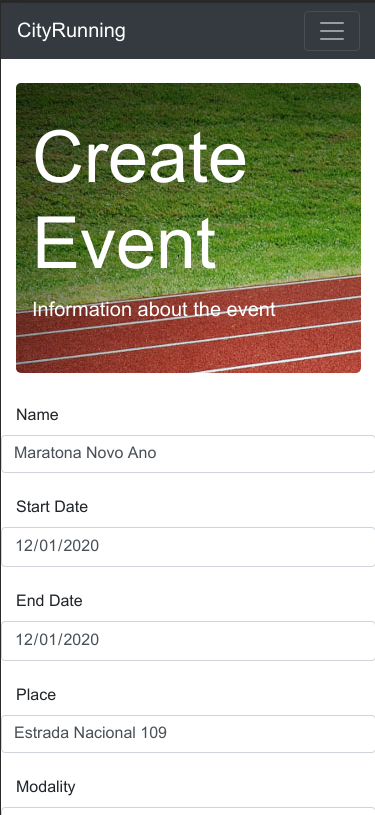 CityRunning
Create
Event
Information about the event
Name
Maratona Novo Ano
Start Date
12/01/2020
End Date
12/01/2020
Place
Estrada Nacional 109
Modality